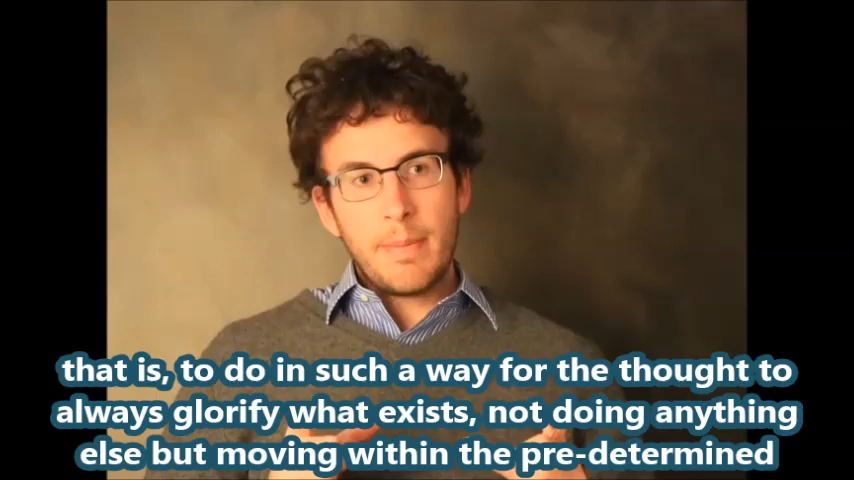 that is, to do in such a way for the thought to
always glorify what exists, not doing anything
else but moving within the pre-determined